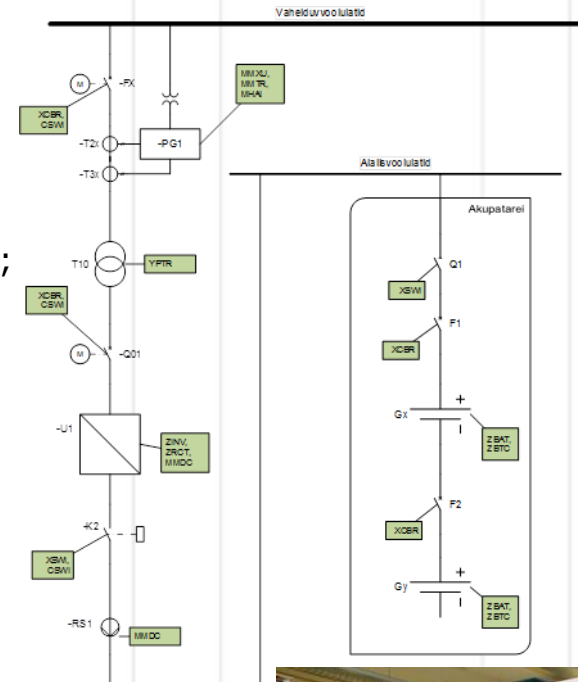 Vahelduvvoolulatid
M
-FX
XCBR,
CSWI
MMXU,
MMTR,
MHAI
-T2x
-PG1
-T3x
Alalisvoolulatid
Akupatarei
;
T10
YPTR
Q1
XSWI
XCBR,
CSWI
M
-Q01
F1
XCBR
-U1
ZINV,
ZRCT,
MMDC
Gx
+
ZBAT,
ZBTC
-K2
F2
XCBR
XSWI,
CSWI
Gy
+
ZBAT,
ZBTC
-RS1
MMDC